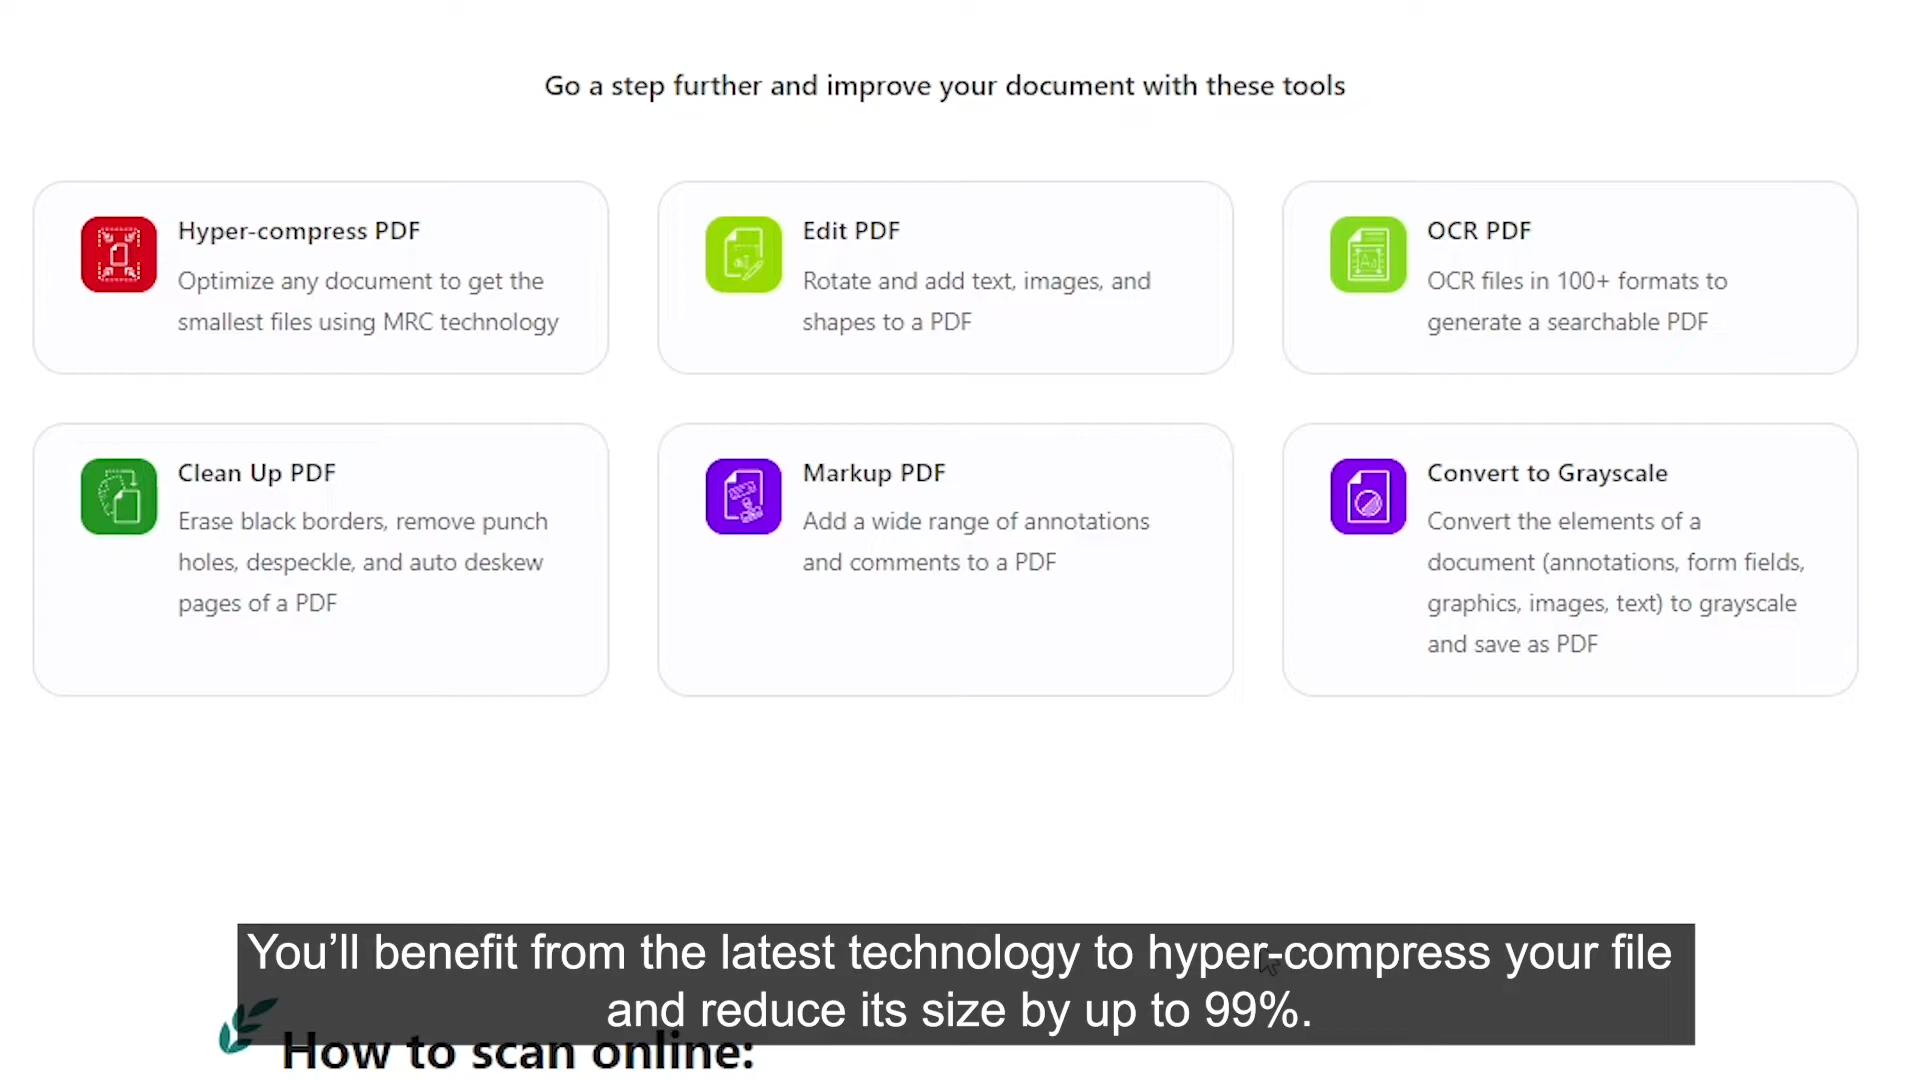 Go a step further and improve your document with these tools
Hyper-compress PDF
Optimize any document to get the
smallest files using MRC technology
Edit PDF
Rotate and add text, images, and
shapes to a PDF
OCR PDF
OCR files in 100+ formats to
generate a searchable PDF
Clean Up PDF
Erase black borders, remove punch
holes, despeckle, and auto deskew
pages of a PDF
Markup PDF
Add a wide range of annotations
and comments to a PDF
Convert to Grayscale
Convert the elements of a
document (annotations, form fields,
graphics, images, text) to grayscale
and save as PDF
You’ll benefit from the latest technology to hyper-compress your file
and reduce its size by up to 99%.
How to scan online: